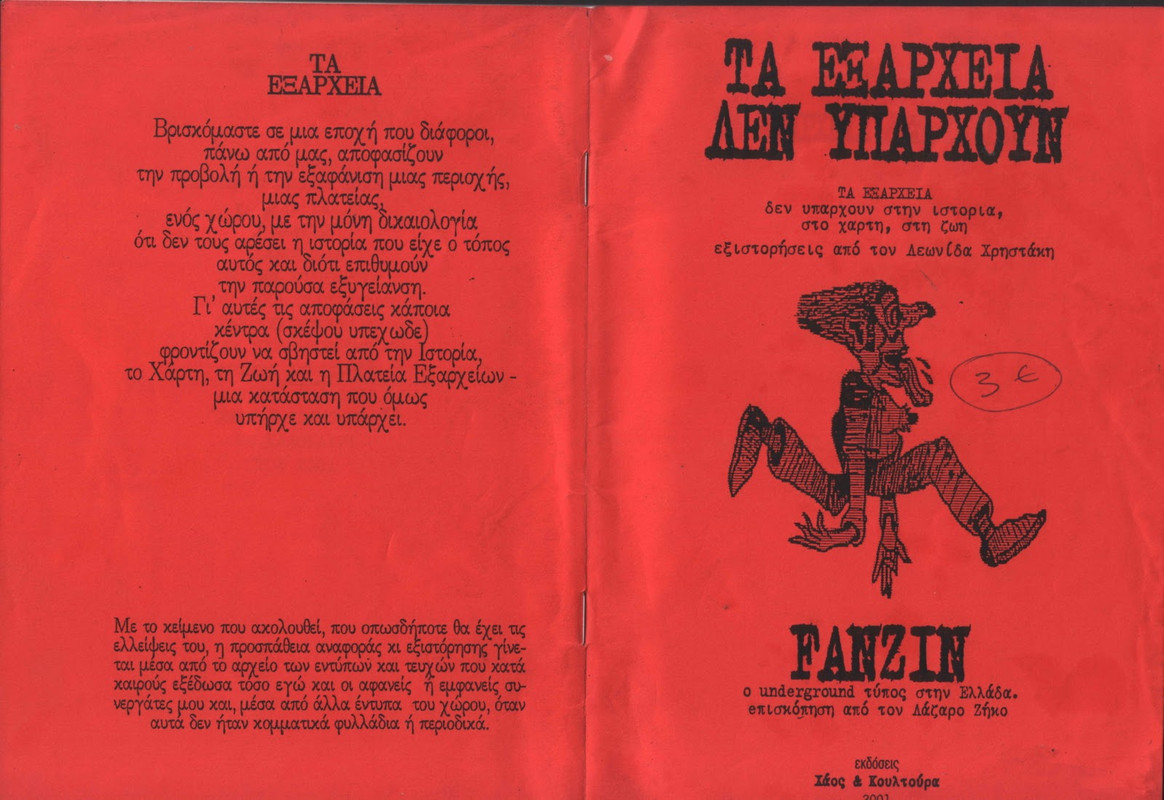 ΤΑ
ΕΞΑΡΧΕΙΑ
Βρισκόμαστε σε μια εποχή που διάφοροι,
πάνω από μας, αποφασίζουν
την προβολή ή την εξαφάνιση μιας περιοχής,
μιας πλατείας,
ενός χώρου, με την μόνη δικαιολογία
ότι δεν τους αρέσει η ιστορία που είχε ο τόπος
αυτός και διότι επιθυμούν
την παρούσα εξυγείανση.
Γι' αυτές τις αποφάσεις κάποια
κέντρα (σκέψου υπεχωδε)
φροντίζουν να σβηστεί από την Ιστορία,
το Χάρτη, τη Ζωή και η Πλατεία Εξαρχείων -
μια κατάσταση που όμως
υπήρχε και υπάρχει.
Με το κείμενο που ακολουθεί, που οπωσδήποτε θα έχει τις
ελλείψεις του, η προσπάθεια αναφοράς κι εξιστόρησης γίνε-
ται μέσα από το αρχείο των εντύπων και τευχών που κατά
καιρούς εξέδωσα τόσο εγώ και οι αφανείς ή εμφανείς συ-
νεργάτες μου και, μέσα από άλλα έντυπα του χώρου, όταν
αυτά δεν ήταν κομματικά φυλλάδια ή περιοδικά.
ΤΑ ΕΞΑΡΧΕΙΑ
ΔΕΝ ΥΠΑΡΧΟΥΝ
ΤΑ ΕΞΑΡΧΕΙΑ
δεν υπαρχουν στην ιστορια,
στο χαρτη, στη ζωη
εξιστορήσεις από τον Λεωνίδα Χρηστάκη
3 €
FANZIN
ο underground τύπος στην Ελλάδα.
επισκόπηση από τον Λάζαρο Ζήκο
εκδόσεις
Χάος & Κουλτούρα
2001